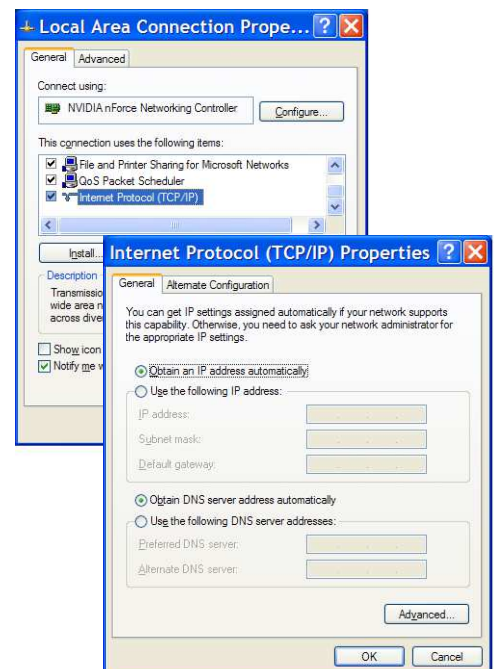 Local Area Connection Prope...
General Advanced
Connect using:
NVIDIA nForce Networking Controller Configure...
This connection uses the following items:
File and Printer Sharing for Microsoft Networks
QoS Packet Scheduler
Internet Protocol (TCP/IP)
Install...
Description
Transmissio
wide area n
across dive
Show icon
Notify me w
Internet Protocol (TCP/IP) Properties
General Alternate Configuration
You can get IP settings assigned automatically if your network supports
this capability. Otherwise, you need to ask your network administrator for
the appropriate IP settings.
Obtain an IP address automatically
Use the following IP address:
IP address:
Subnet mask:
Default gateway:
Obtain DNS server address automatically
Use the following DNS server addresses:
Preferred DNS server:
Alternate DNS server:
Advanced...
OK Cancel